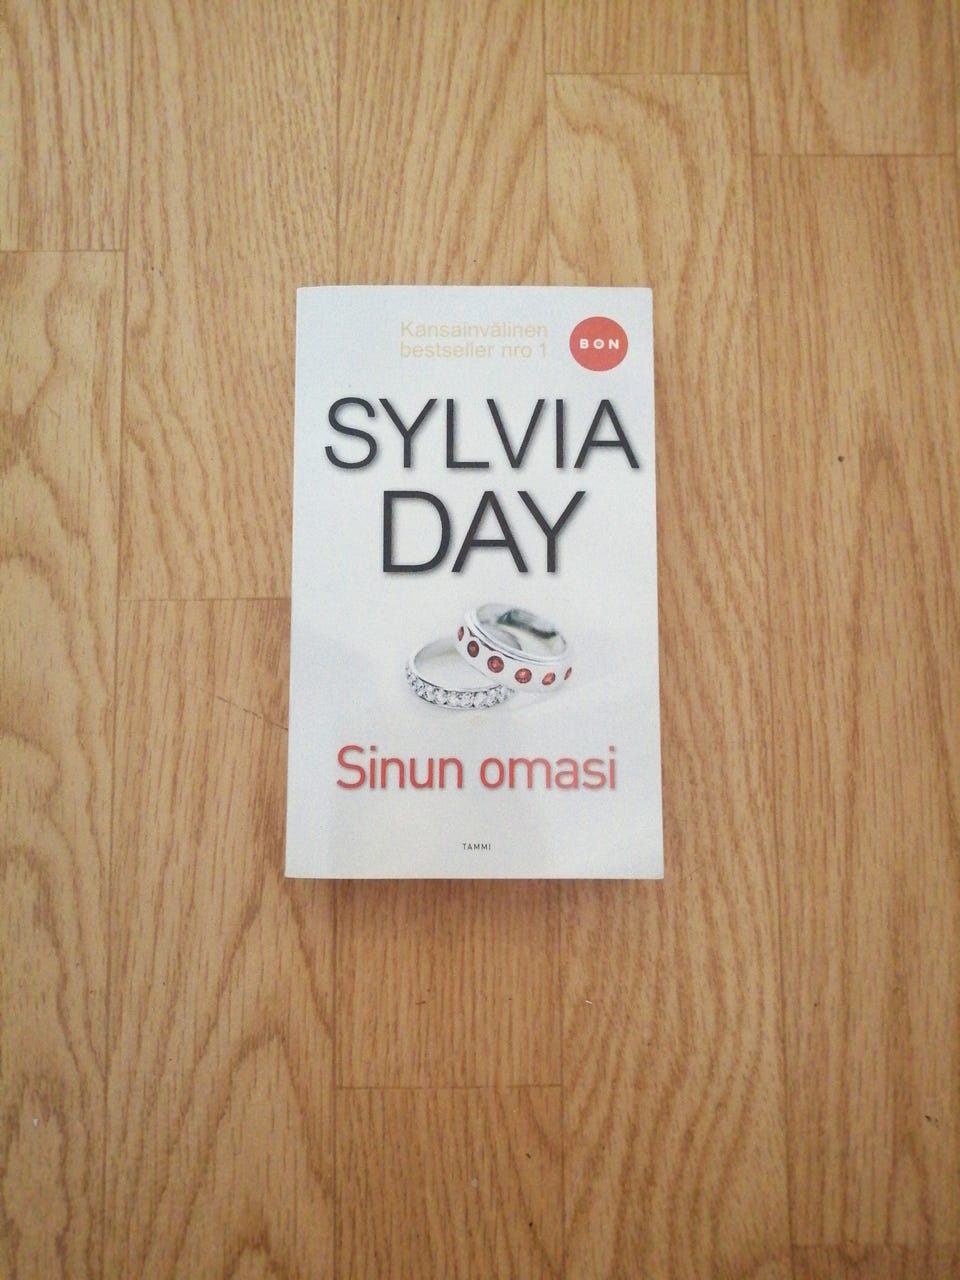 Kansainvälinen
bestseller nro 1
BON
SYLVIA
DAY
Sinun omasi
TAMMI